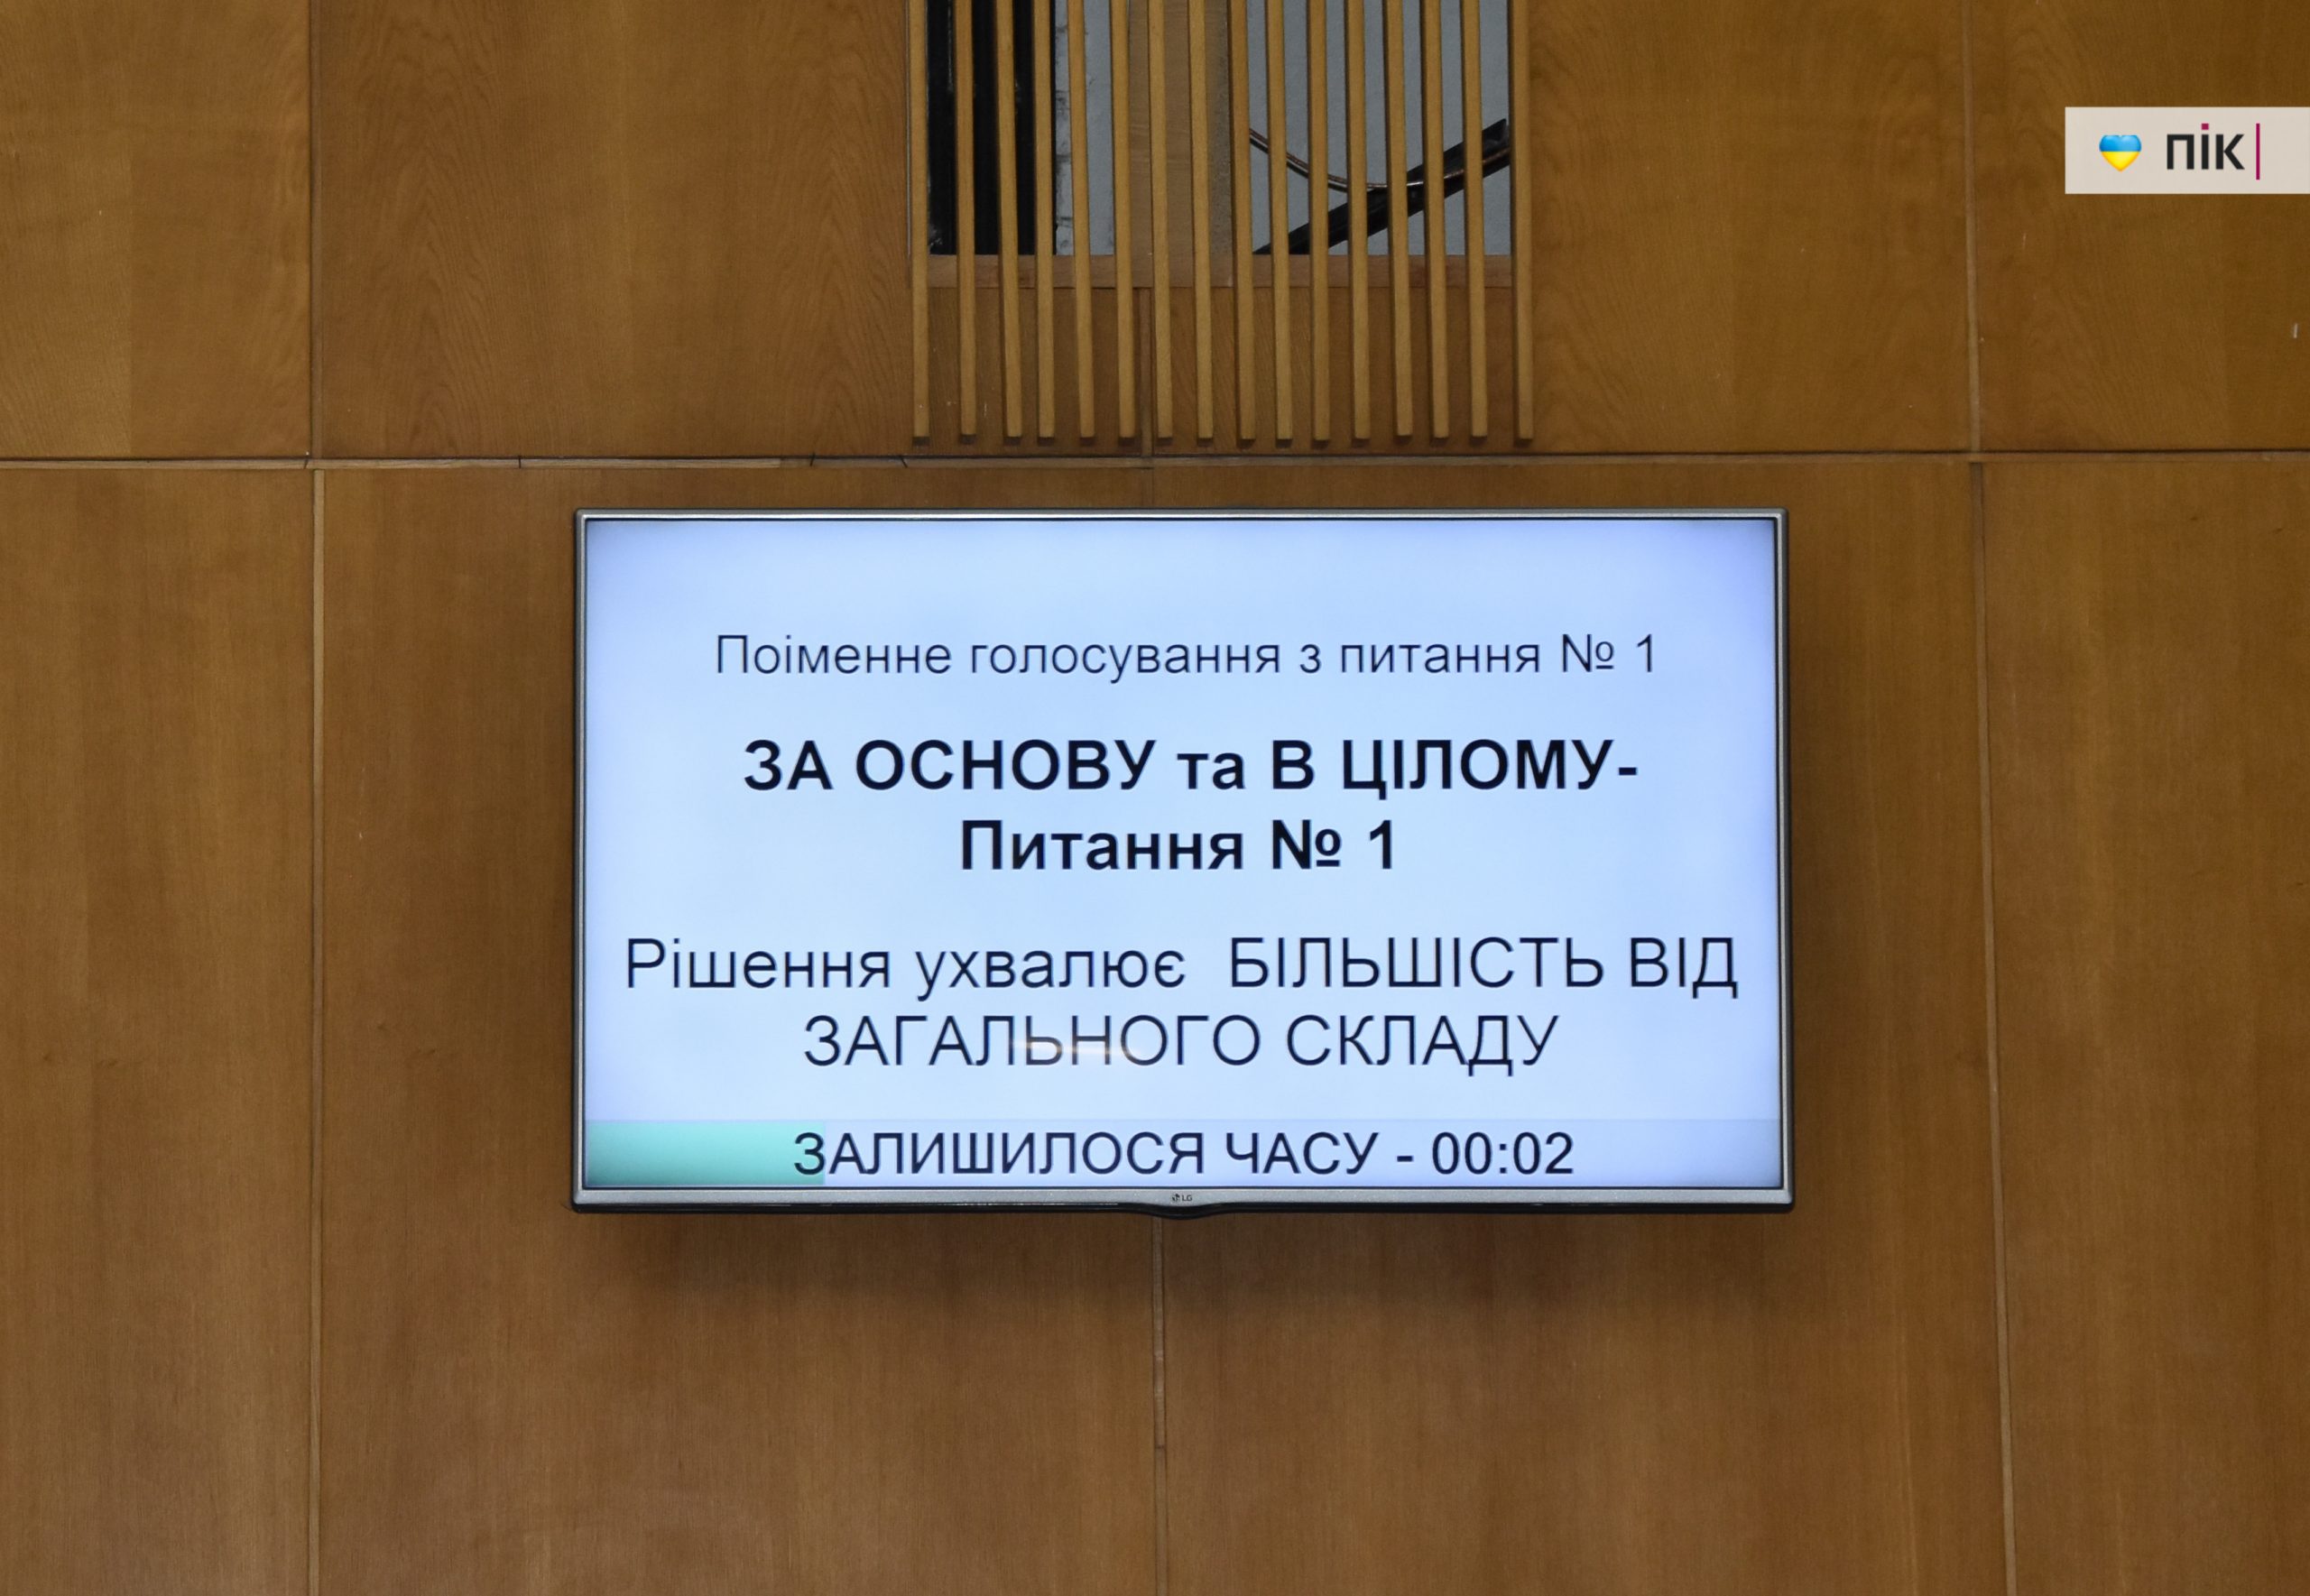 пік
Поіменне голосування з питання № 1
ЗА ОСНОВУ та В ЦІЛОМУ-
Питання № 1
Рішення ухвалює БІЛЬШІСТЬ ВІД
ЗАГАЛЬНОГО СКЛАДУ
ЗАЛИШИЛОСЯ ЧАСУ - 00:02
LG